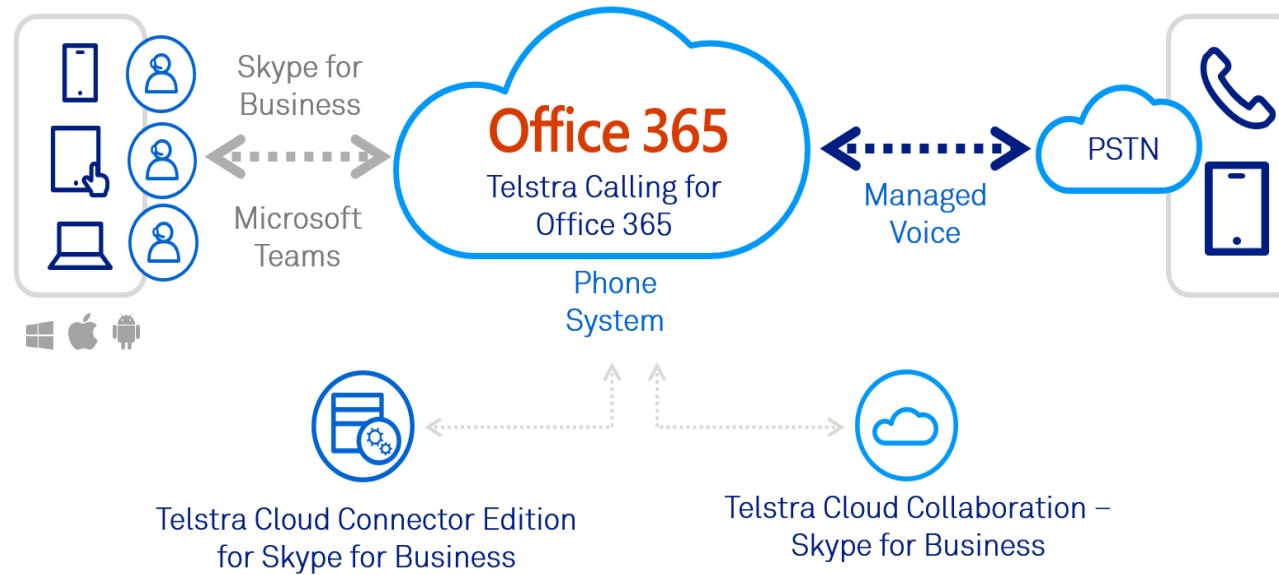 Skype for
Business
Microsoft
Teams
Office 365
Telstra Calling for
Office 365
Phone
System
Managed
Voice
PSTN
Telstra Cloud Connector Edition
for Skype for Business
Telstra Cloud Collaboration –
Skype for Business